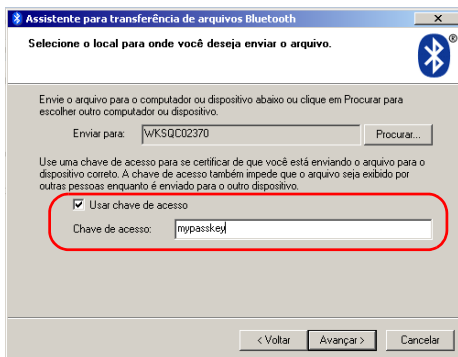 Assistente para transferência de arquivos Bluetooth
Selecione o local para onde você deseja enviar o arquivo.
®
Envie o arquivo para o computador ou dispositivo abaixo ou clique em Procurar para
escolher outro computador ou dispositivo.
Enviar para: WKSQC02370 Procurar...
Use uma chave de acesso para se certificar de que você está enviando o arquivo para o
dispositivo correto. A chave de acesso também impede que o arquivo seja exibido por
outras pessoas enquanto é enviado para o outro dispositivo.
Usar chave de acesso
Chave de acesso: mypasskey
< Voltar Avançar > Cancelar